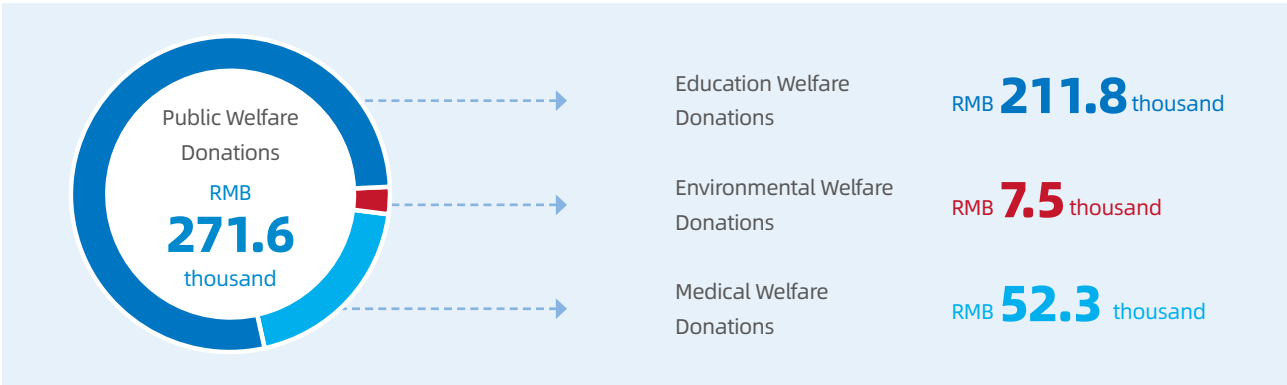 Public Welfare
Donations
RMB
271.6
thousand
Education Welfare
Donations
RMB 211.8 thousand
Environmental Welfare
Donations
RMB 7.5 thousand
Medical Welfare
Donations
RMB 52.3 thousand